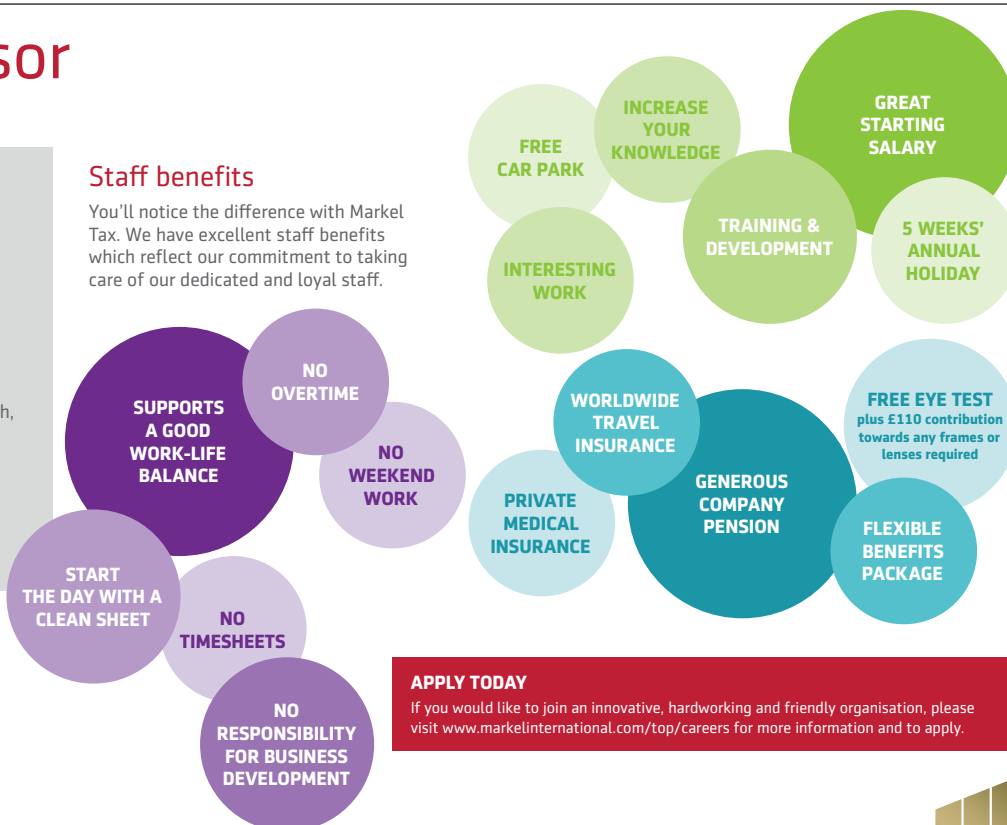 sor
h,
Staff benefits
You'll notice the difference with Markel
Tax. We have excellent staff benefits
which reflect our commitment to taking
care of our dedicated and loyal staff.
SUPPORTS
A GOOD
WORK-LIFE
BALANCE
NO
OVERTIME
NO
WEEKEND
WORK
START
THE DAY WITH A
CLEAN SHEET
NO
TIMESHEETS
NO
RESPONSIBILITY
FOR BUSINESS
DEVELOPMENT
FREE
CAR PARK
INCREASE
YOUR
KNOWLEDGE
GREAT
STARTING
SALARY
INTERESTING
WORK
TRAINING &
DEVELOPMENT
5 WEEKS'
ANNUAL
HOLIDAY
WORLDWIDE
TRAVEL
INSURANCE
PRIVATE
MEDICAL
INSURANCE
GENEROUS
COMPANY
PENSION
FREE EYE TEST
plus £110 contribution
towards any frames or
lenses required
FLEXIBLE
BENEFITS
PACKAGE
APPLY TODAY
If you would like to join an innovative, hardworking and friendly organisation, please
visit www.markelinternational.com/top/careers for more information and to apply.